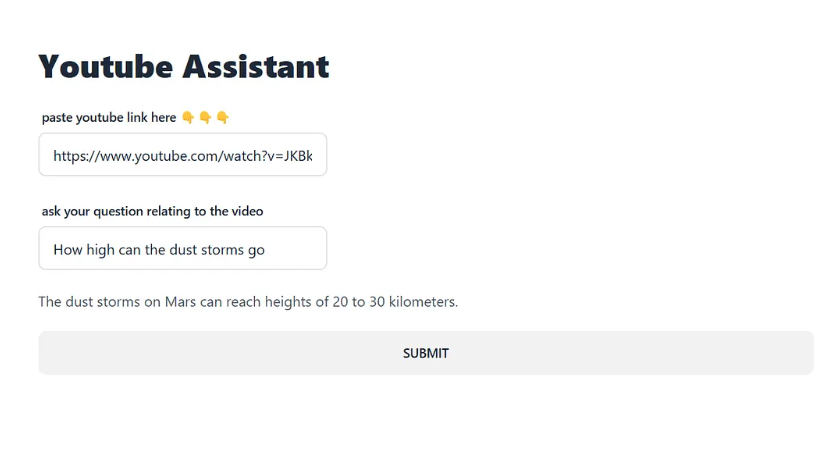 Youtube Assistant
paste youtube link here 👇👇👇
https://www.youtube.com/watch?v=JKBk
ask your question relating to the video
How high can the dust storms go
The dust storms on Mars can reach heights of 20 to 30 kilometers.
SUBMIT